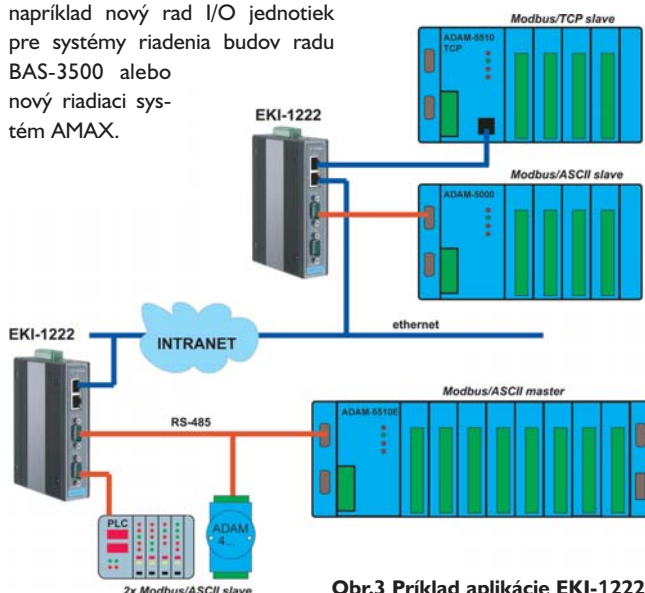 napríklad nový rad I/O jednotiek
pre systémy riadenia budov radu
BAS-3500 alebo
nový riadiaci sys-
tém AMAX.
Modbus/TCP slave
ADAM-5510
TCP
EKI-1222
Modbus/ASCII slave
ADAM-5000
ethernet
EKI-1222
INTRANET
Modbus/ASCII master
ADAM-5510E
RS-485
PLC
ADAM
4...
2x Modbus/ASCII slave
Obr.3 Príklad aplikácie EKI-1222